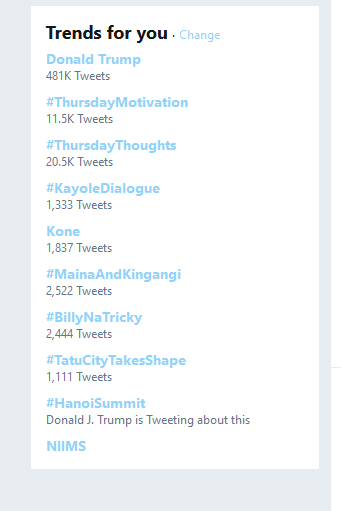 Trends for you · Change
Donald Trump
481K Tweets
#ThursdayMotivation
11.5K Tweets
#ThursdayThoughts
20.5K Tweets
#KayoleDialogue
1,333 Tweets
Kone
1,837 Tweets
#MainaAndKingangi
2,522 Tweets
#BillyNaTricky
2,444 Tweets
#TatuCityTakesShape
1,111 Tweets
#HanoiSummit
Donald J. Trump is Tweeting about this
NIIMS